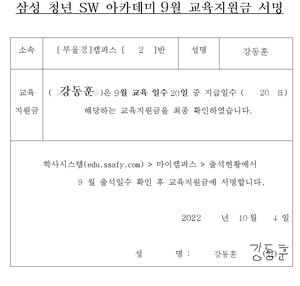 삼성 청년 SW 아카데미 9월 교육지원금 서명
소속 [부울경]캠퍼스 [ 2 ]반 성명 강동훈
교육 지원금
( 강동훈 )은 9월 교육 일수 20일 중 지급일수 ( 20 일)
해당하는 교육지원금을 최종 확인하였습니다.
학사시스템(edu.ssafy.com) > 마이캠퍼스 > 출석현황에서
9 월 출석일수 확인 후 교육지원금에 서명합니다.
2022 년 10 월 4 일
성 명 : 강동훈 강동훈